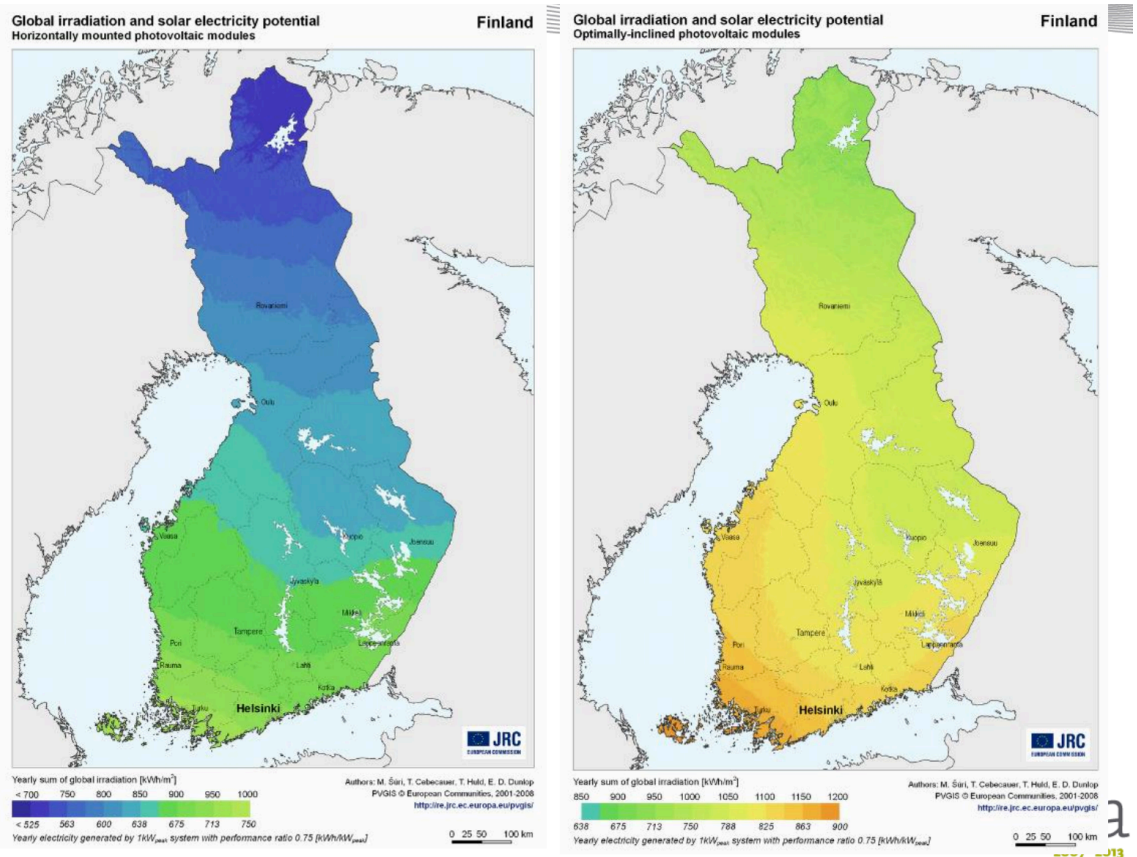 Global irradiation and solar electricity potential
Horizontally mounted photovoltaic modules
Finland
Rovaniemi
Oulu
Vaasa
Kuopio
Joensuu
Jyväskylä
Mikkeli
Tampere
Pori
Lappeenranta
Rauma
Lahti
Kotka
Turku
Helsinki
JRC
EUROPEAN COMMISSION
Yearly sum of global irradiation [kWh/m²]
< 700 750 800 850 900 950 1000
< 525 563 600 638 675 713 750
Yearly electricity generated by 1kWpeak system with performance ratio 0.75 [kWh/kWpeak]
Authors: M. Šúri, T. Cebecauer, T. Huld, E. D. Dunlop
PVGIS © European Communities, 2001-2008
http://re.jrc.ec.europa.eu/pvgis/
0 25 50 100 km
Global irradiation and solar electricity potential
Optimally-inclined photovoltaic modules
Finland
Rovaniemi
Oulu
Vaasa
Kuopio
Joensuu
Jyväskylä
Mikkeli
Tampere
Pori
Lappeenranta
Rauma
Lahti
Kotka
Turku
Helsinki
JRC
EUROPEAN COMMISSION
Yearly sum of global irradiation [kWh/m²]
850 900 950 1000 1050 1100 1150 1200
638 675 713 750 788 825 863 900
Yearly electricity generated by 1kWpeak system with performance ratio 0.75 [kWh/kWpeak]
Authors: M. Šúri, T. Cebecauer, T. Huld, E. D. Dunlop
PVGIS © European Communities, 2001-2008
http://re.jrc.ec.europa.eu/pvgis/
0 25 50 100 km
a